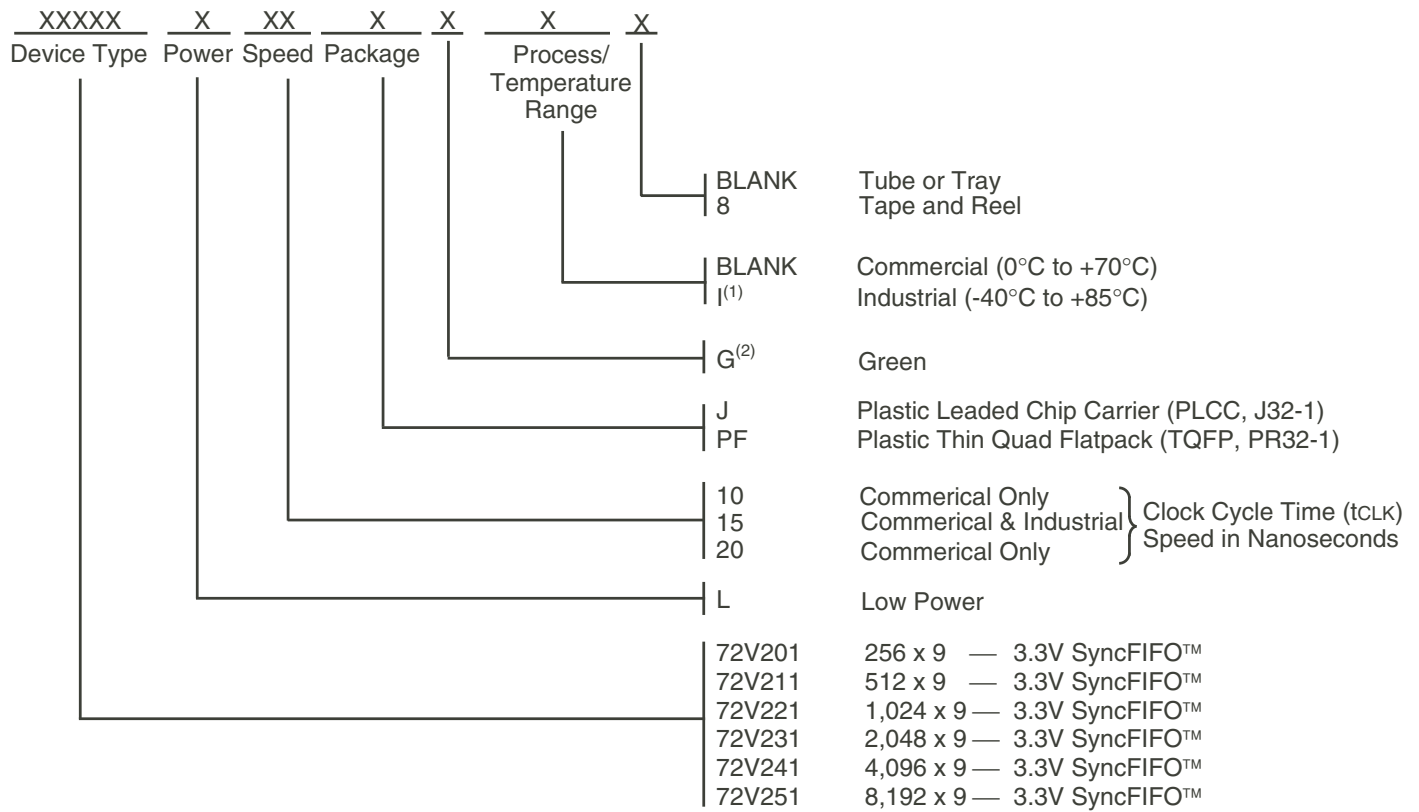 XXXXX X XX X X X X
Device Type Power Speed Package Process/
Temperature
Range
BLANK Tube or Tray
8 Tape and Reel
BLANK Commercial (0°C to +70°C)
I(1) Industrial (-40°C to +85°C)
G(2) Green
J Plastic Leaded Chip Carrier (PLCC, J32-1)
PF Plastic Thin Quad Flatpack (TQFP, PR32-1)
10 Commerical Only
15 Commerical & Industrial
20 Commerical Only
Clock Cycle Time (tCLK)
Speed in Nanoseconds
L Low Power
72V201 256 x 9 — 3.3V SyncFIFO™
72V211 512 x 9 — 3.3V SyncFIFO™
72V221 1,024 x 9 — 3.3V SyncFIFO™
72V231 2,048 x 9 — 3.3V SyncFIFO™
72V241 4,096 x 9 — 3.3V SyncFIFO™
72V251 8,192 x 9 — 3.3V SyncFIFO™